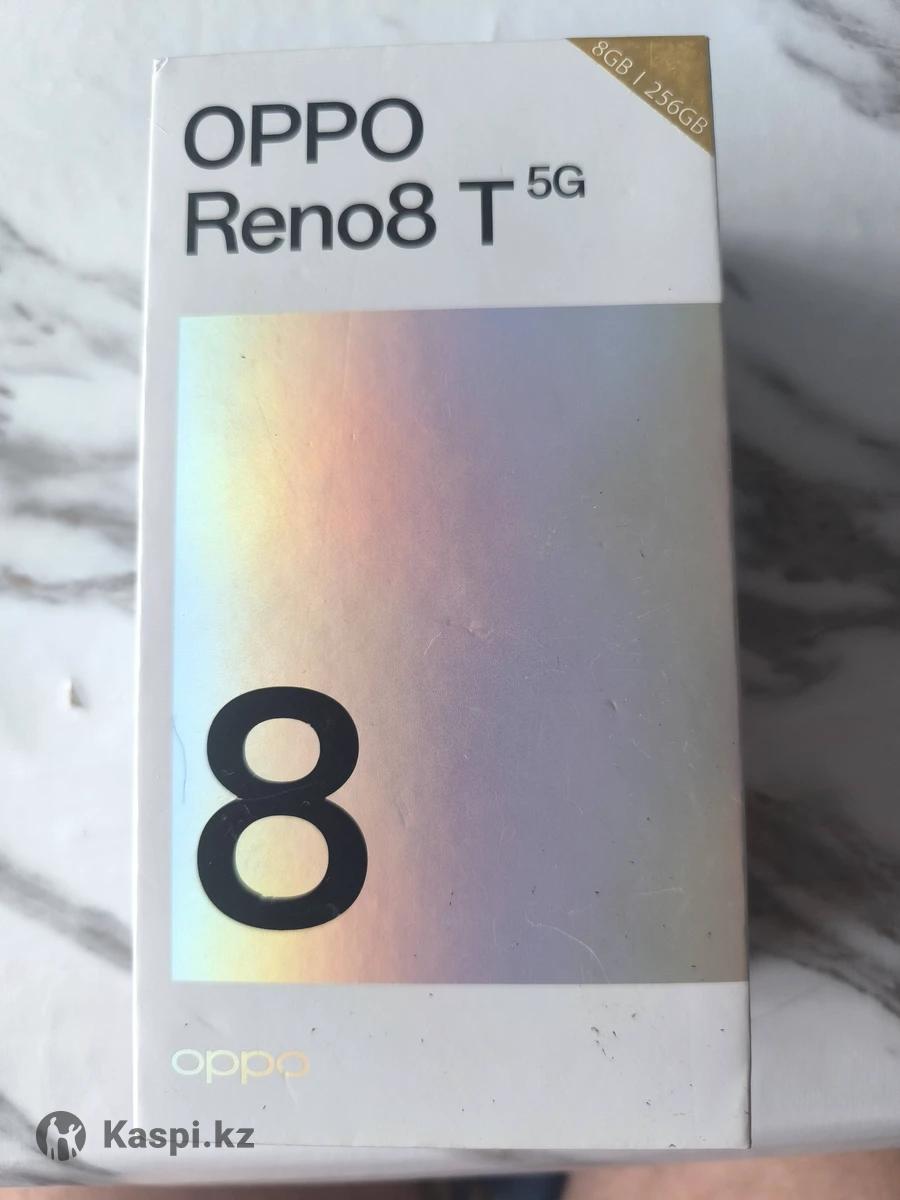 8GB | 256GB
OPPO
Reno8 T 5G
8
oppo
Kaspi.kz